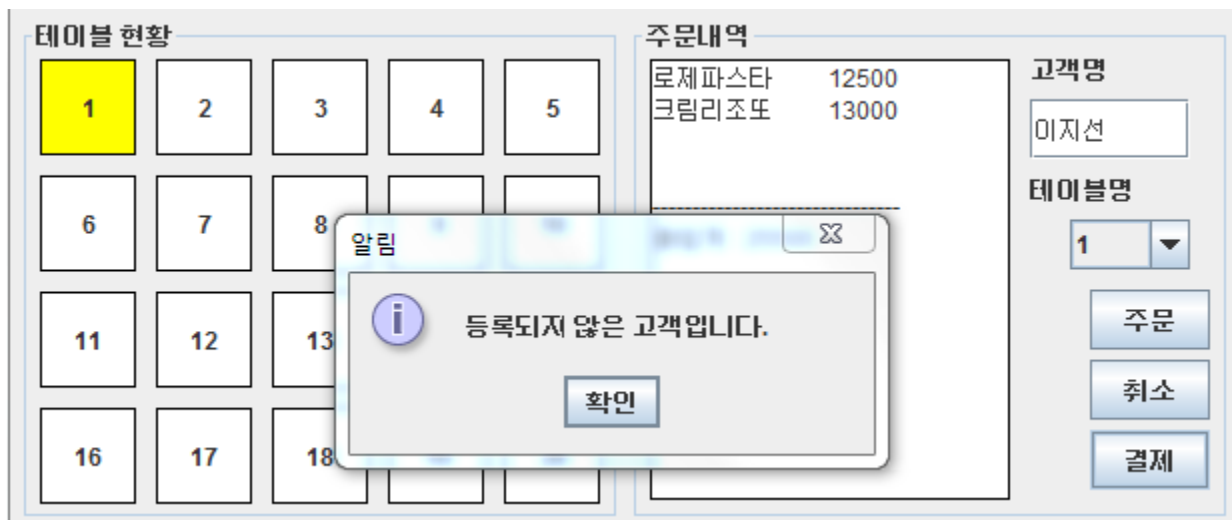 테이블 현황
1 2 3 4 5
6 7 8
11 12 13
16 17 18
주문내역
로제파스타 12500
크림리조또 13000
------------------------------
고객명
이지선
테이블명
1
주문
취소
결제
알림
등록되지 않은 고객입니다.
확인